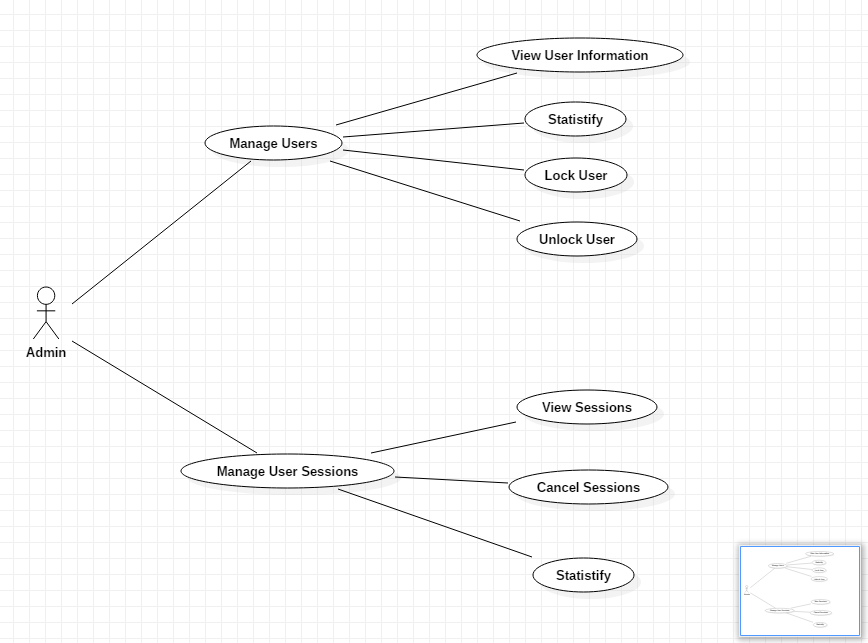 View User Information
Statistify
Manage Users
Lock User
Unlock User
Admin
View Sessions
Manage User Sessions
Cancel Sessions
Statistify